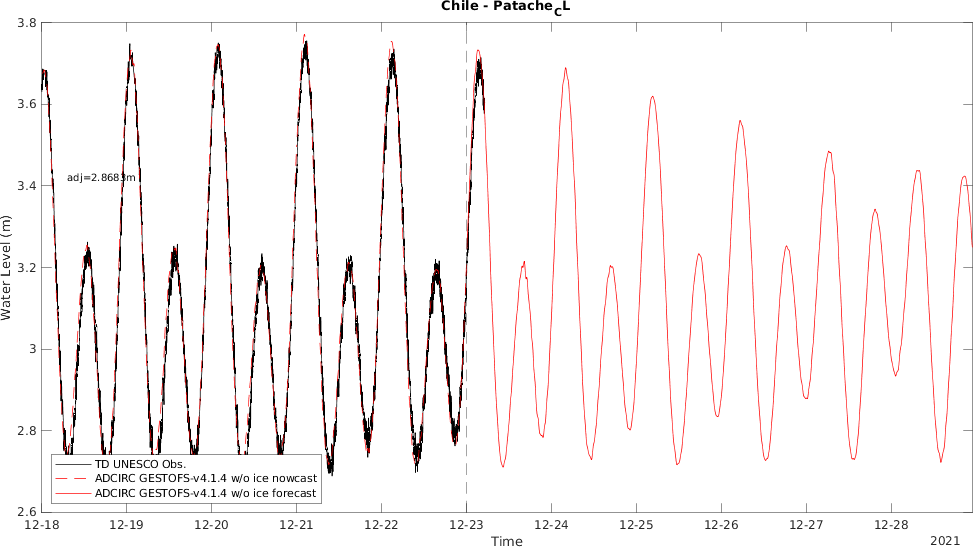 Chile - Patache_CL
3.8
3.6
3.4
3.2
3
2.8
2.6
Water Level (m)
adj=2.8683m
TD UNESCO Obs.
ADCIRC GESTOFS-v4.1.4 w/o ice nowcast
ADCIRC GESTOFS-v4.1.4 w/o ice forecast
12-18 12-19 12-20 12-21 12-22 12-23 12-24 12-25 12-26 12-27 12-28
Time
2021